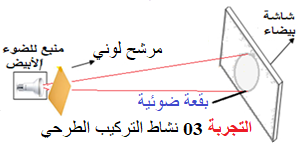 شاشة
بيضاء
مرشح لوني
منبع للضوء
الأبيض
بقعة ضوئية
التجربة 03 نشاط التركيب الطرحي